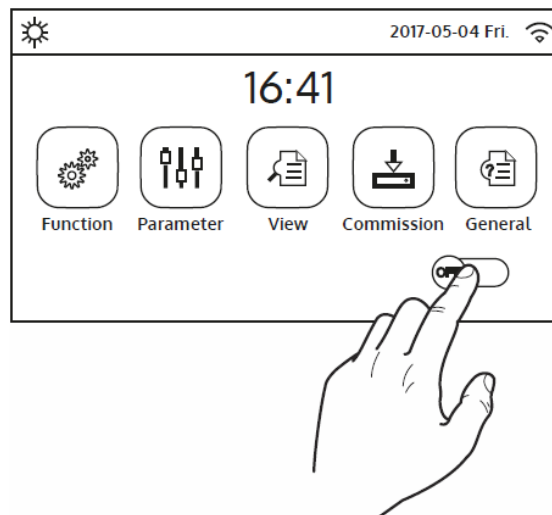 2017-05-04 Fri.
16:41
Function Parameter View Commission General